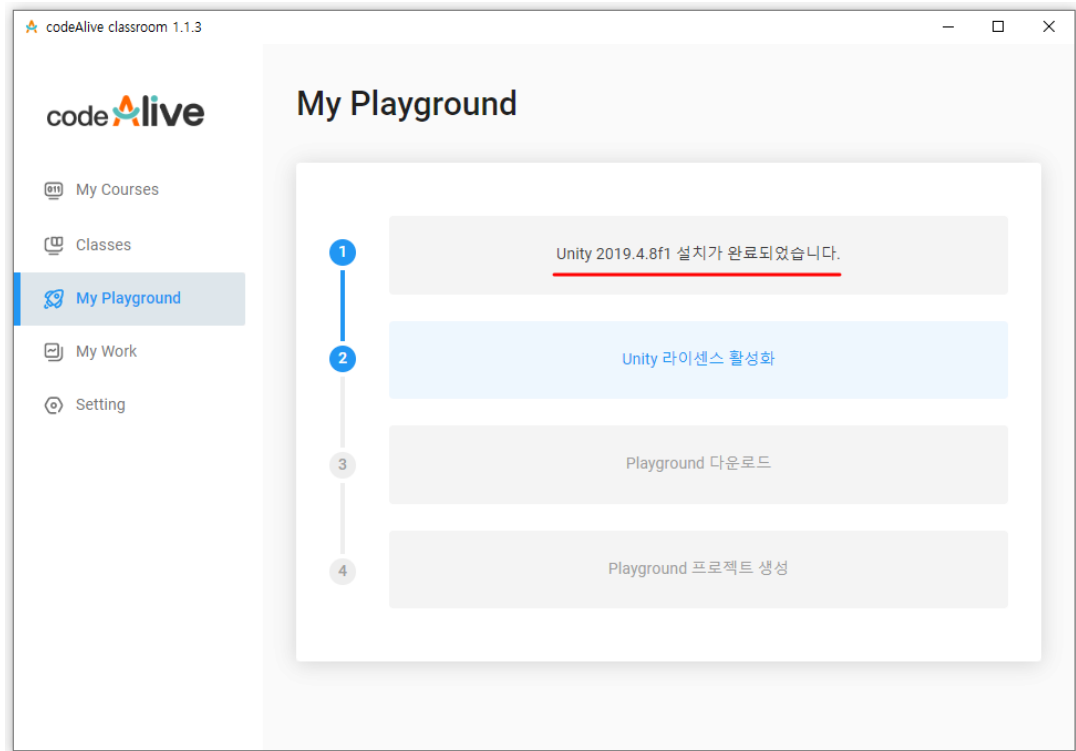 codeAlive classroom 1.1.3
codeAlive
My Playground
My Courses
Classes
My Playground
My Work
Setting
1
Unity 2019.4.8f1 설치가 완료되었습니다.
2
Unity 라이센스 활성화
3
Playground 다운로드
4
Playground 프로젝트 생성